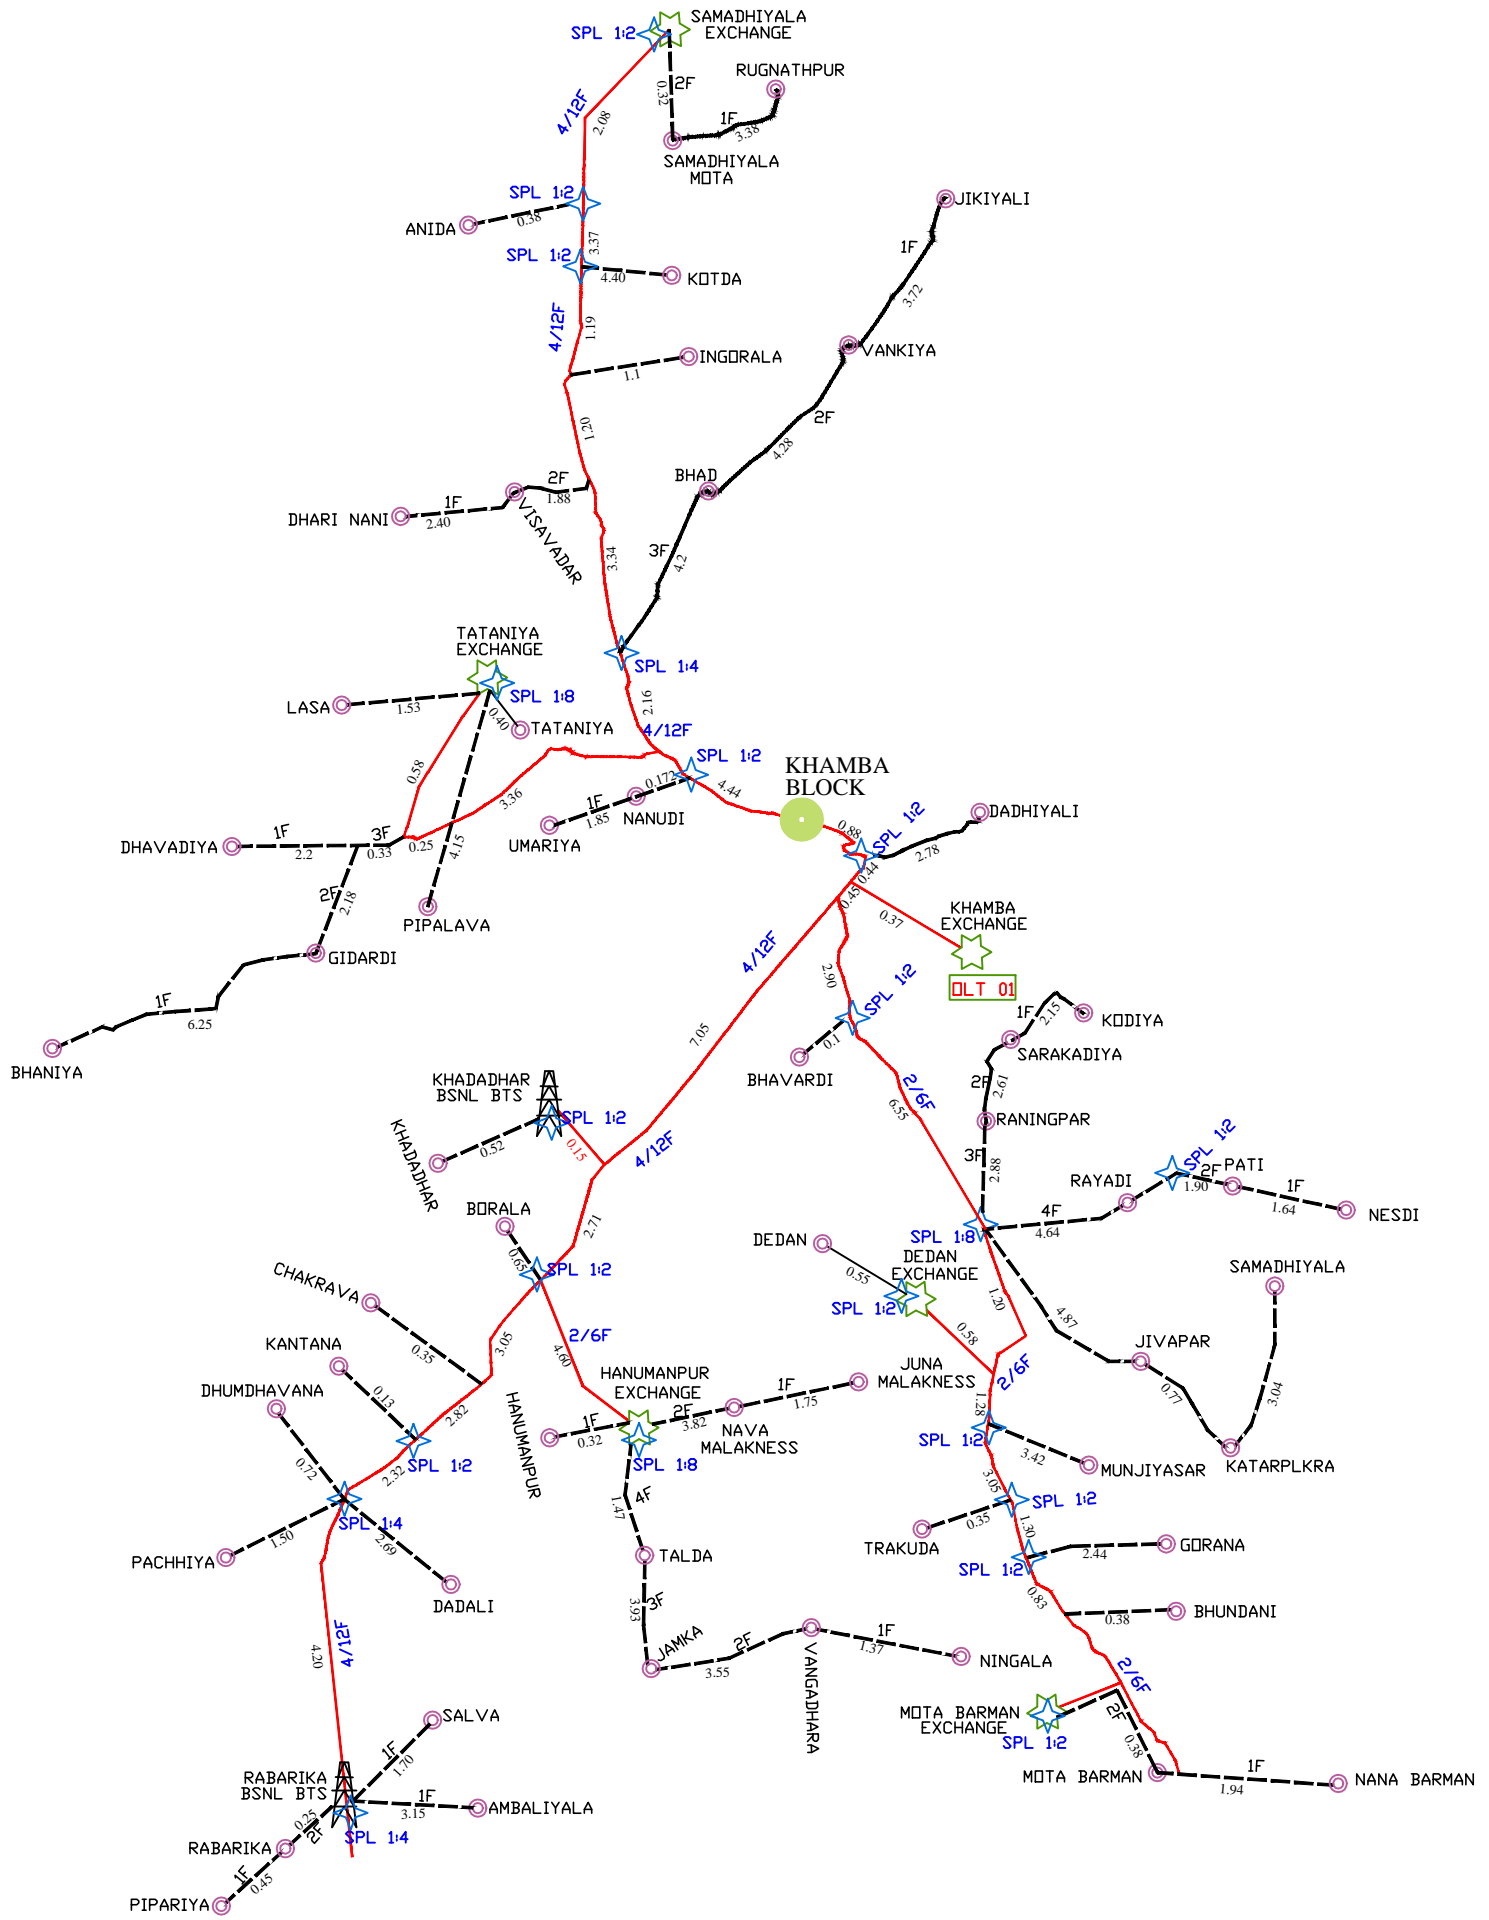 SPL 1:2
SAMADHIYALA
EXCHANGE
RUGNATHPUR
2F
0.32
4/12F
2.08
1F
3.38
SAMADHIYALA
MOTA
SPL 1:2
ANIDA
0.38
JIKIYALI
3.37
SPL 1:2
4.40
KOTDA
1F
3.72
4/12F
1.19
VANKIYA
INGORALA
1.1
1.20
2F
4.28
BHAD
2F
1.88
1F
2.40
DHARI NANI
VISAVADAR
3.34
3F
4.2
TATANIYA
EXCHANGE
SPL 1:4
SPL 1:8
LASA
1.53
0.40
TATANIYA
2.16
4/12F
SPL 1:2
KHAMBA
BLOCK
0.58
3.36
0.172
4.44
1F
1.85
NANUDI
UMARIYA
0.88
SPL 1:2
DADHIYALI
2.78
DHAVADIYA
1F
2.2
3F
0.33
0.25
4.15
0.44
0.45
2F
2.18
0.37
KHAMBA
EXCHANGE
PIPALAVA
GIDARDI
4/12F
2.90
SPL 1:2
OLT 01
1F
6.25
BHANIYA
7.05
0.1
BHAVARDI
1F
2.15
KODIYA
SARAKADIYA
2F
2.61
2/6F
6.55
KHADADHAR
BSNL BTS
SPL 1:2
0.15
0.52
KHADADHAR
4/12F
RANINGPAR
3F
2.88
SPL 1:2
RAYADI
2F
1.90
PATI
1F
1.64
NESDI
4F
4.64
BORALA
0.65
2.71
SPL 1:2
SPL 1:8
DEDAN
0.55
DEDAN
EXCHANGE
SPL 1:2
1.20
SAMADHIYALA
CHAKRAVA
4.87
0.58
2/6F
4.60
3.05
0.35
KANTANA
0.13
JIVAPAR
0.77
3.04
2/6F
JUNA
MALAKNESS
HANUMANPUR
EXCHANGE
DHUMDHAVANA
2.82
1F
1.75
2F
3.82
NAVA
MALAKNESS
1F
0.32
HANUMANPUR
1.28
SPL 1:2
3.42
MUNJIYASAR
KATARPLKRA
0.72
2.32
SPL 1:2
SPL 1:8
3.05
SPL 1:2
4F
1.47
SPL 1:4
1.50
2.69
PACHHIYA
DADALI
0.35
TRAKUDA
1.30
2.44
GORANA
SPL 1:2
TALDA
0.83
3F
3.93
0.38
BHUNDANI
4/12F
4.20
JAMKA
2F
3.55
VANGADHARA
1F
1.37
NINGALA
2/6F
MOTA BARMAN
EXCHANGE
SPL 1:2
2F
0.38
SALVA
1F
1.70
RABARIKA
BSNL BTS
MOTA BARMAN
1F
1.94
NANA BARMAN
1F
3.15
AMBALIYALA
0.25
2F
SPL 1:4
RABARIKA
1F
0.45
PIPARIYA